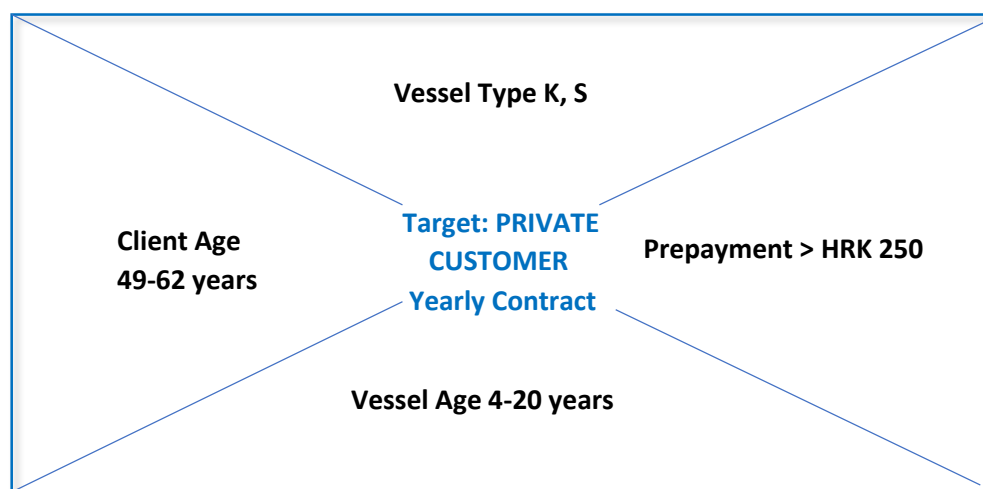 Vessel Type K, S
Client Age
49-62 years
Target: PRIVATE
CUSTOMER
Yearly Contract
Prepayment > HRK 250
Vessel Age 4-20 years